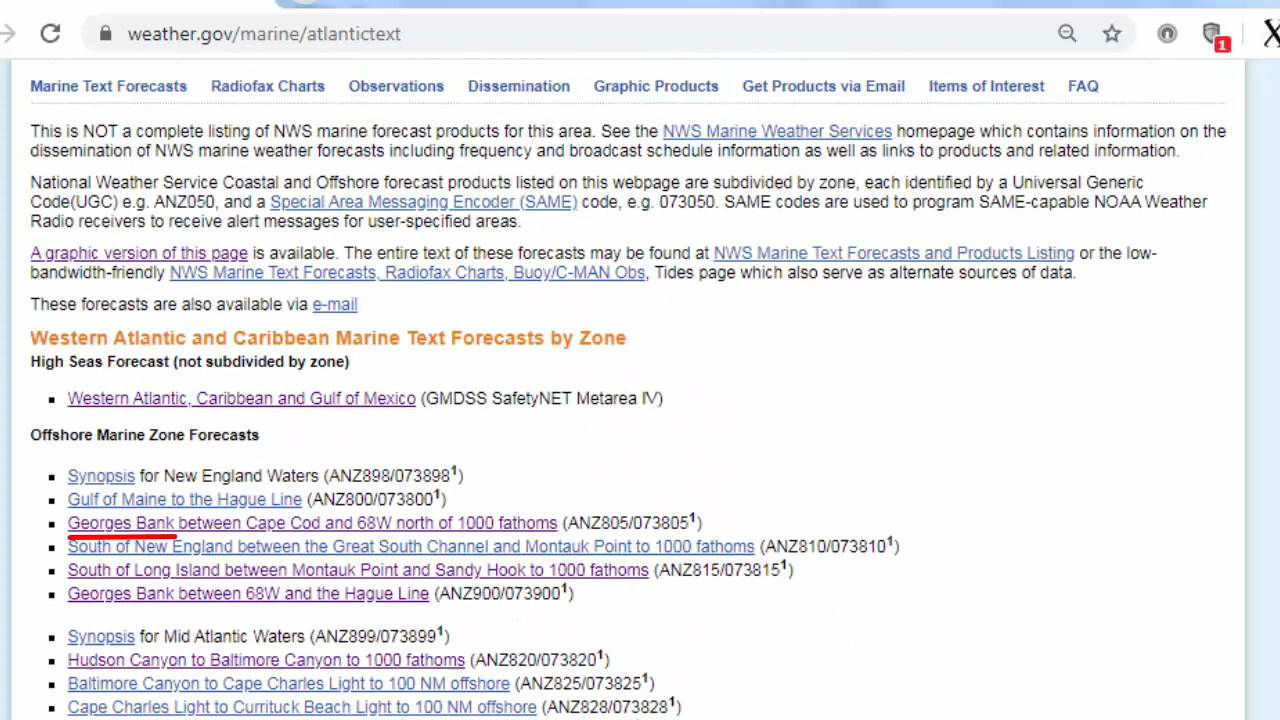 weather.gov/marine/atlantictext
1
X
Marine Text Forecasts Radiofax Charts Observations Dissemination Graphic Products Get Products via Email Items of Interest FAQ
This is NOT a complete listing of NWS marine forecast products for this area. See the NWS Marine Weather Services homepage which contains information on the
dissemination of NWS marine weather forecasts including frequency and broadcast schedule information as well as links to products and related information.
National Weather Service Coastal and Offshore forecast products listed on this webpage are subdivided by zone, each identified by a Universal Generic
Code(UGC) e.g. ANZ050, and a Special Area Messaging Encoder (SAME) code, e.g. 073050. SAME codes are used to program SAME-capable NOAA Weather
Radio receivers to receive alert messages for user-specified areas.
A graphic version of this page is available. The entire text of these forecasts may be found at NWS Marine Text Forecasts and Products Listing or the low-
bandwidth-friendly NWS Marine Text Forecasts, Radiofax Charts, Buoy/C-MAN Obs, Tides page which also serve as alternate sources of data.
These forecasts are also available via e-mail
Western Atlantic and Caribbean Marine Text Forecasts by Zone
High Seas Forecast (not subdivided by zone)
Western Atlantic, Caribbean and Gulf of Mexico (GMDSS SafetyNET Metarea IV)
Offshore Marine Zone Forecasts
Synopsis for New England Waters (ANZ898/073898¹)
Gulf of Maine to the Hague Line (ANZ800/073800¹)
Georges Bank between Cape Cod and 68W north of 1000 fathoms (ANZ805/073805¹)
South of New England between the Great South Channel and Montauk Point to 1000 fathoms (ANZ810/073810¹)
South of Long Island between Montauk Point and Sandy Hook to 1000 fathoms (ANZ815/073815¹)
Georges Bank between 68W and the Hague Line (ANZ900/073900¹)
Synopsis for Mid Atlantic Waters (ANZ899/073899¹)
Hudson Canyon to Baltimore Canyon to 1000 fathoms (ANZ820/073820¹)
Baltimore Canyon to Cape Charles Light to 100 NM offshore (ANZ825/073825¹)
Cape Charles Light to Currituck Beach Light to 100 NM offshore (ANZ828/073828¹)